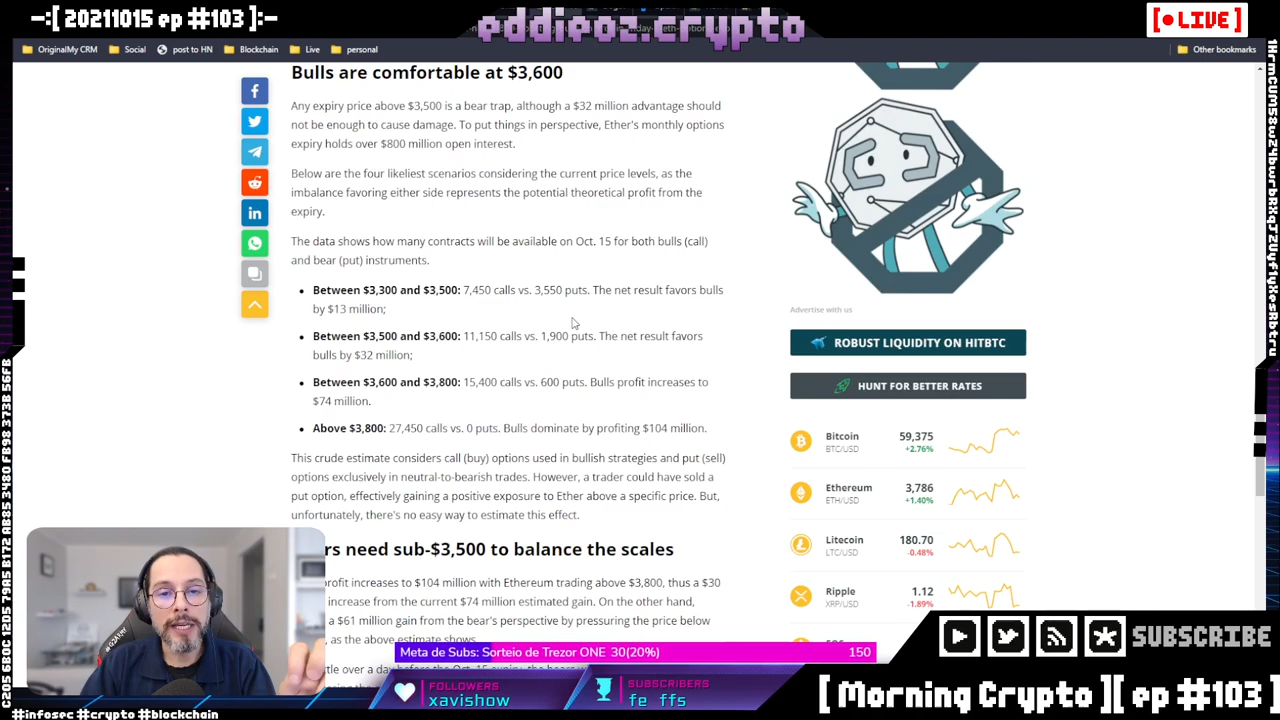 -:[ 20211015 ep #103 ]:-
eddieoz.crypto
[● LIVE]
OriginalMy CRM
Social
post to HN
Blockchain
Live
personal
Other bookmarks
Bulls are comfortable at $3,600
Any expiry price above $3,500 is a bear trap, although a $32 million advantage should
not be enough to cause damage. To put things in perspective, Ether's monthly options
expiry holds over $800 million open interest.
Below are the four likeliest scenarios considering the current price levels, as the
imbalance favoring either side represents the potential theoretical profit from the
expiry.
The data shows how many contracts will be available on Oct. 15 for both bulls (call)
and bear (put) instruments.
• Between $3,300 and $3,500: 7,450 calls vs. 3,550 puts. The net result favors bulls
by $13 million;
• Between $3,500 and $3,600: 11,150 calls vs. 1,900 puts. The net result favors
bulls by $32 million;
• Between $3,600 and $3,800: 15,400 calls vs. 600 puts. Bulls profit increases to
$74 million.
• Above $3,800: 27,450 calls vs. 0 puts. Bulls dominate by profiting $104 million.
This crude estimate considers call (buy) options used in bullish strategies and put (sell)
options exclusively in neutral-to-bearish trades. However, a trader could have sold a
put option, effectively gaining a positive exposure to Ether above a specific price. But,
unfortunately, there's no easy way to estimate this effect.
rs need sub-$3,500 to balance the scales
rofit increases to $104 million with Ethereum trading above $3,800, thus a $30
increase from the current $74 million estimated gain. On the other hand,
a $61 million gain from the bear's perspective by pressuring the price below
, as the above estimate shows.
Advertise with us
ROBUST LIQUIDITY ON HITBTC
HUNT FOR BETTER RATES
Bitcoin 59,375
BTC/USD +2.76%
Ethereum 3,786
ETH/USD +1.40%
Litecoin 180.70
LTC/USD -0.48%
Ripple 1.12
XRP/USD -1.89%
Meta de Subs: Sorteio de Trezor ONE 30(20%) 150
FOLLOWERS
xavishow
SUBSCRIBERS
fe ffs
SUBSCRIBE
[ Morning Crypto ][ ep #103 ]
#infosec #crypto #blockchain